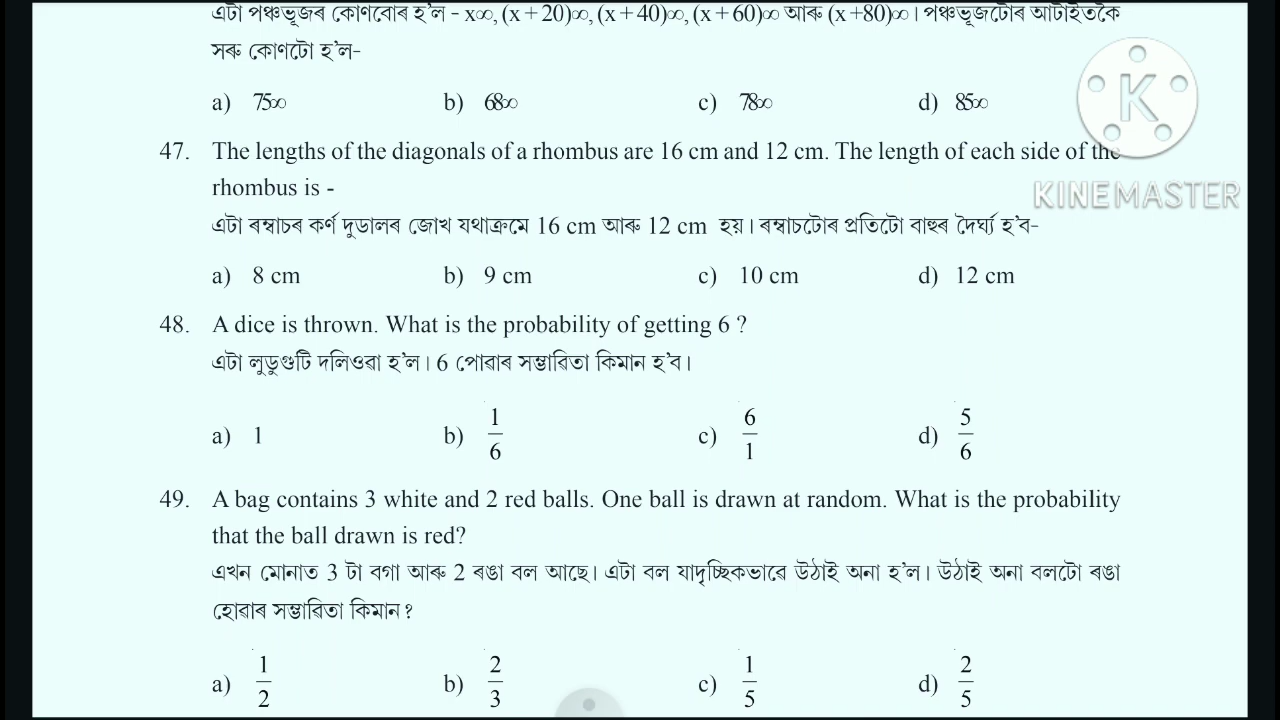 এটা পঞ্চভূজৰ কোণবোৰ হ'ল – x∞, (x + 20)∞, (x + 40)∞, (x + 60)∞ আৰু (x +80)∞। পঞ্চভূজটোৰ আটাইতকৈ
সৰু কোণটো হ'ল–
a) 75∞ b) 68∞ c) 78∞ d) 85∞
47. The lengths of the diagonals of a rhombus are 16 cm and 12 cm. The length of each side of the
rhombus is -
এটা ৰম্বাচৰ কৰ্ণ দুডালৰ জোখ যথাক্ৰমে 16 cm আৰু 12 cm হয়। ৰম্বাচটোৰ প্ৰতিটো বাহুৰ দৈৰ্ঘ্য হ'ব–
a) 8 cm b) 9 cm c) 10 cm d) 12 cm
48. A dice is thrown. What is the probability of getting 6 ?
এটা লুডুগুটি দলিওৱা হ'ল। 6 পোৱাৰ সম্ভাৱিতা কিমান হ'ব।
a) 1 b) 1/6 c) 6/1 d) 5/6
49. A bag contains 3 white and 2 red balls. One ball is drawn at random. What is the probability
that the ball drawn is red?
এখন মোনাত 3 টা বগা আৰু 2 ৰঙা বল আছে। এটা বল যাদৃচ্ছিকভাৱে উঠাই অনা হ'ল। উঠাই অনা বলটো ৰঙা
হোৱাৰ সম্ভাৱিতা কিমান?
a) 1/2 b) 2/3 c) 1/5 d) 2/5
K
KINEMASTER